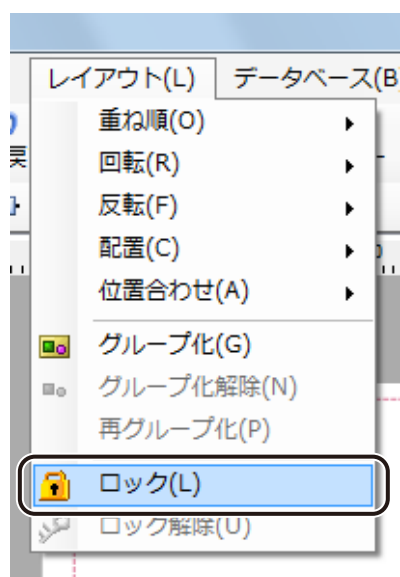 レイアウト(L) データベース(B
重ね順(O)
回転(R)
反転(F)
配置(C)
位置合わせ(A)
グループ化(G)
グループ化解除(N)
再グループ化(P)
ロック(L)
ロック解除(U)